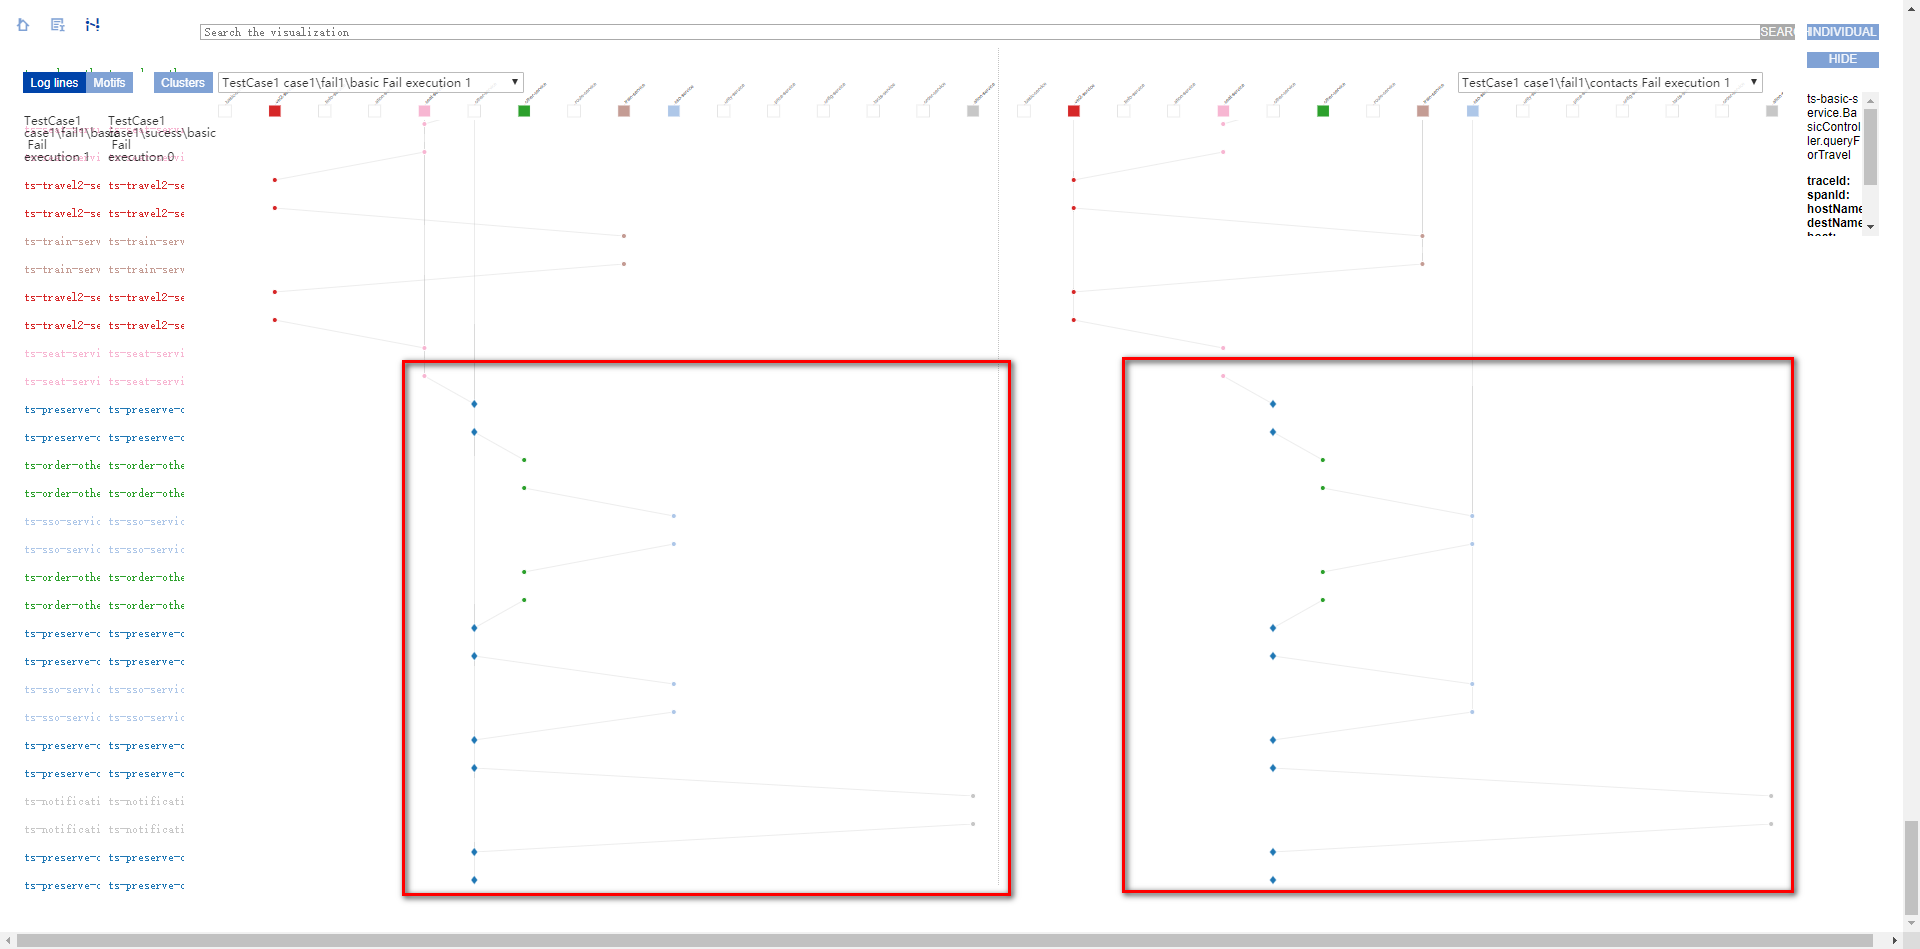 Search the visualization
SEARC
INDIVIDUAL
HIDE
Log lines
Motifs
Clusters
TestCase1 case1\fail1\basic Fail execution 1
TestCase1 case1\fail1\contacts Fail execution 1
TestCase1
case1\fail1\basic
Fail
execution 1
TestCase1
case1\sucess\basic
Fail
execution 0
ts-travel2-se ts-travel2-se
ts-travel2-se ts-travel2-se
ts-train-serv ts-train-serv
ts-train-serv ts-train-serv
ts-travel2-se ts-travel2-se
ts-travel2-se ts-travel2-se
ts-seat-servi ts-seat-servi
ts-seat-servi ts-seat-servi
ts-preserve-o ts-preserve-o
ts-preserve-o ts-preserve-o
ts-order-othe ts-order-othe
ts-order-othe ts-order-othe
ts-sso-servic ts-sso-servic
ts-sso-servic ts-sso-servic
ts-order-othe ts-order-othe
ts-order-othe ts-order-othe
ts-preserve-o ts-preserve-o
ts-preserve-o ts-preserve-o
ts-sso-servic ts-sso-servic
ts-sso-servic ts-sso-servic
ts-preserve-o ts-preserve-o
ts-preserve-o ts-preserve-o
ts-notificati ts-notificati
ts-notificati ts-notificati
ts-preserve-o ts-preserve-o
ts-preserve-o ts-preserve-o
ts-basic-s
ervice.Ba
sicControl
ler.queryF
orTravel
traceId:
spanId:
hostName
destName
host: